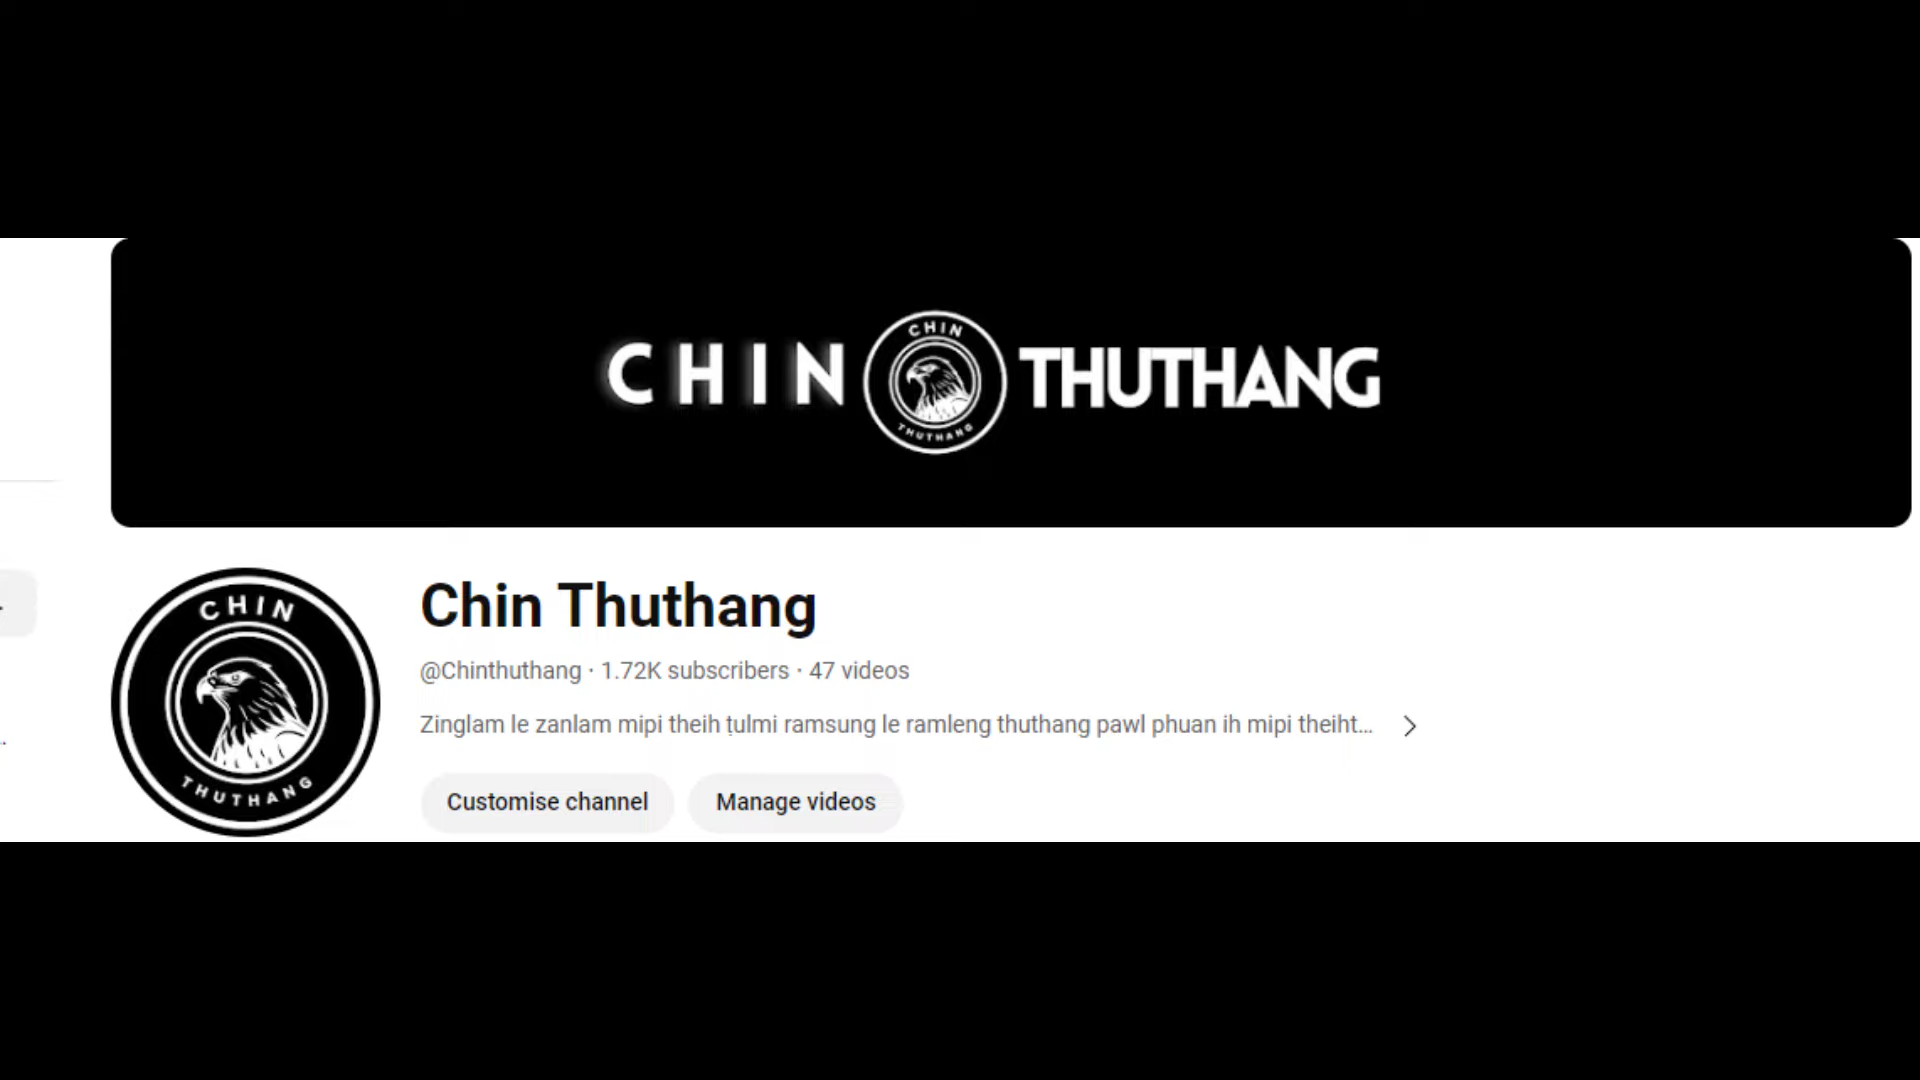 CHIN THUTHANG
CHIN
THUTHANG
Chin Thuthang
CHIN
THUTHANG
@Chinthuthang · 1.72K subscribers · 47 videos
Zinglam le zanlam mipi theih ṭulmi ramsung le ramleng thuthang pawl phuan ih mipi theiht...
Customise channel Manage videos